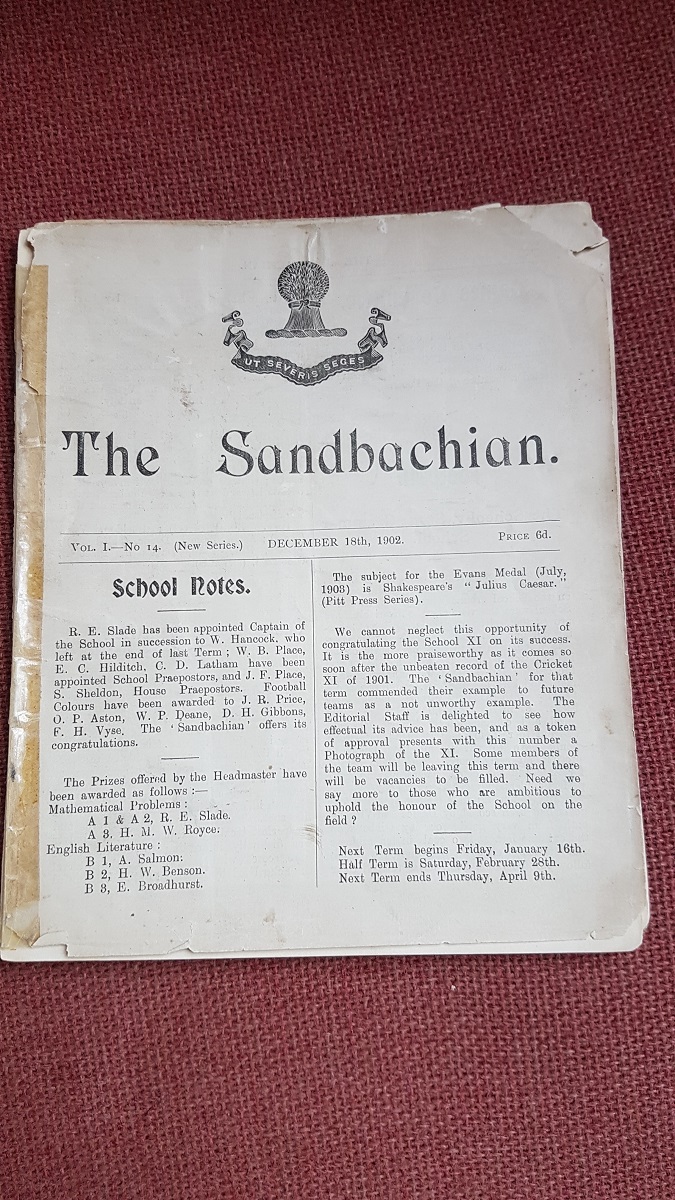 UT SEVERIS SEGES
The Sandbachian.
VOL. I.—No 14. (New Series.) DECEMBER 18th, 1902. PRICE 6d.
School Notes.
R. E. Slade has been appointed Captain of
the School in succession to W. Hancock, who
left at the end of last Term; W. B. Place,
E. C. Hilditch, C. D. Latham have been
appointed School Praepostors, and J. F. Place,
S. Sheldon, House Praepostors. Football
Colours have been awarded to J. R. Price,
O. P. Aston, W. P. Deane, D. H. Gibbons,
F. H. Vyse. The ‘Sandbachian’ offers its
congratulations.
The Prizes offered by the Headmaster have
been awarded as follows :—
Mathematical Problems :
A 1 & A 2, R. E. Slade.
A 3, H. M. W. Royce.
English Literature :
B 1, A. Salmon:
B 2, H. W. Benson.
B 3, E. Broadhurst.
The subject for the Evans Medal (July,
1903) is Shakespeare's “Julius Caesar.”
(Pitt Press Series).
We cannot neglect this opportunity of
congratulating the School XI on its success.
It is the more praiseworthy as it comes so
soon after the unbeaten record of the Cricket
XI of 1901. The ‘Sandbachian’ for that
term commended their example to future
teams as a not unworthy example. The
Editorial Staff is delighted to see how
effectual its advice has been, and as a token
of approval presents with this number a
Photograph of the XI. Some members of
the team will be leaving this term and there
will be vacancies to be filled. Need we
say more to those who are ambitious to
uphold the honour of the School on the
field ?
Next Term begins Friday, January 16th.
Half Term is Saturday, February 28th.
Next Term ends Thursday, April 9th.